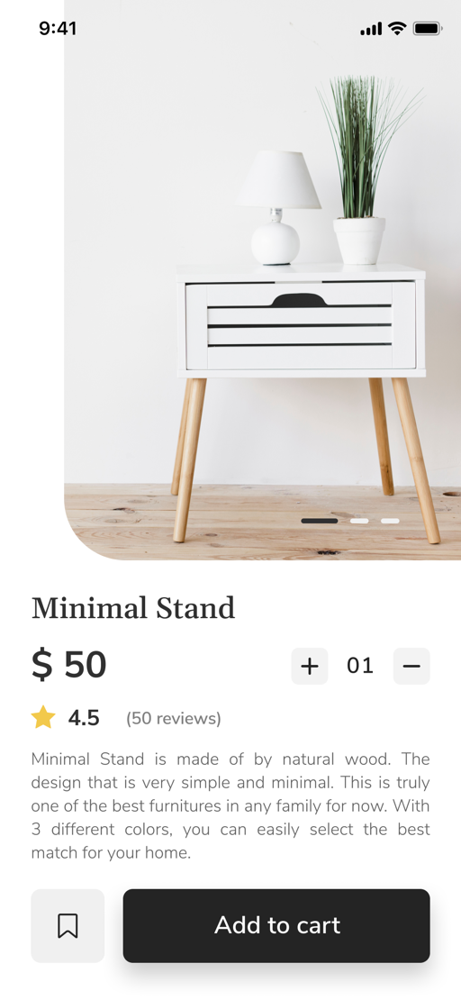 9:41
Minimal Stand
$ 50
01
4.5 (50 reviews)
Minimal Stand is made of by natural wood. The
design that is very simple and minimal. This is truly
one of the best furnitures in any family for now. With
3 different colors, you can easily select the best
match for your home.
Add to cart